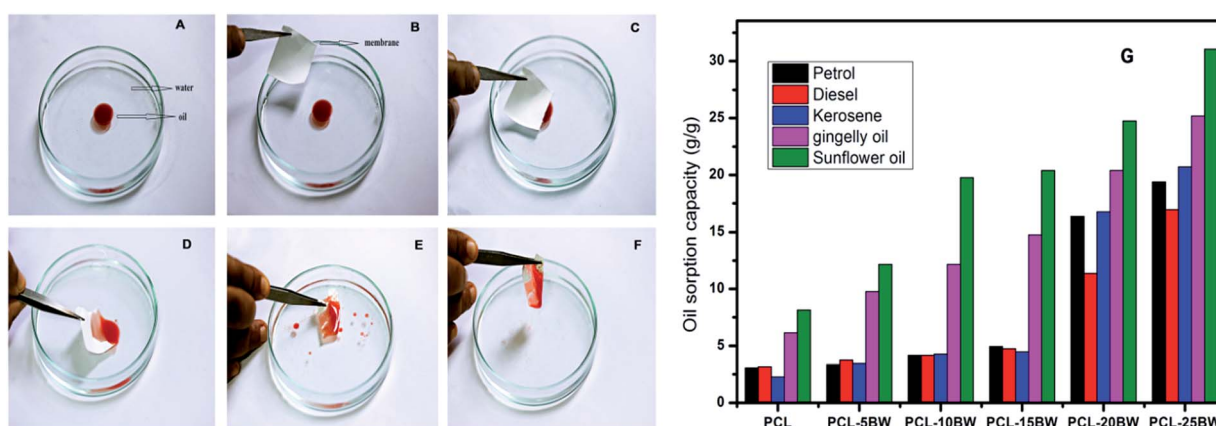 A
water
oil
B
membrane
C
D
E
F
G
Petrol
Diesel
Kerosene
gingelly oil
Sunflower oil
Oil sorption capacity (g/g)
30
25
20
15
10
5
0
PCL PCL-5BW PCL-10BW PCL-15BW PCL-20BW PCL-25BW